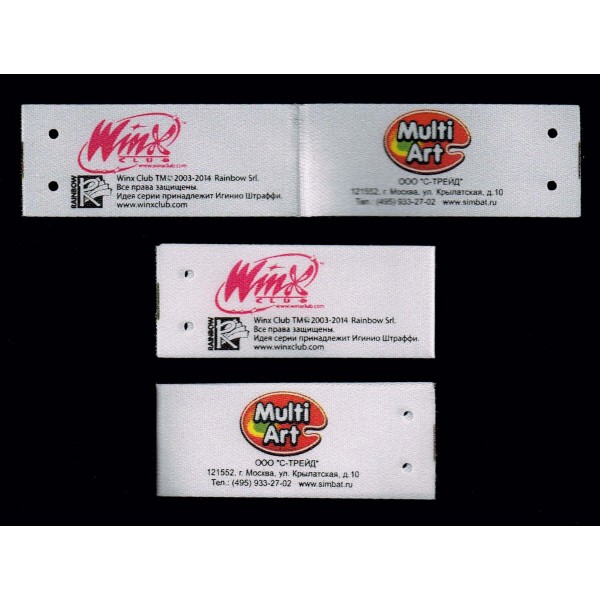 Winx™
CLUB
www.winxclub.com
RAINBOW
Winx Club TM© 2003-2014 Rainbow Srl.
Все права защищены.
Идея серии принадлежит Игинио Штраффи.
www.winxclub.com
Multi
Art
ООО "С-ТРЕЙД"
121552, г. Москва, ул. Крылатская, д.10
Тел.: (495) 933-27-02 www.simbat.ru
Winx™
CLUB
www.winxclub.com
RAINBOW
Winx Club TM© 2003-2014 Rainbow Srl.
Все права защищены.
Идея серии принадлежит Игинио Штраффи.
www.winxclub.com
Multi
Art
ООО "С-ТРЕЙД"
121552, г. Москва, ул. Крылатская, д.10
Тел.: (495) 933-27-02 www.simbat.ru